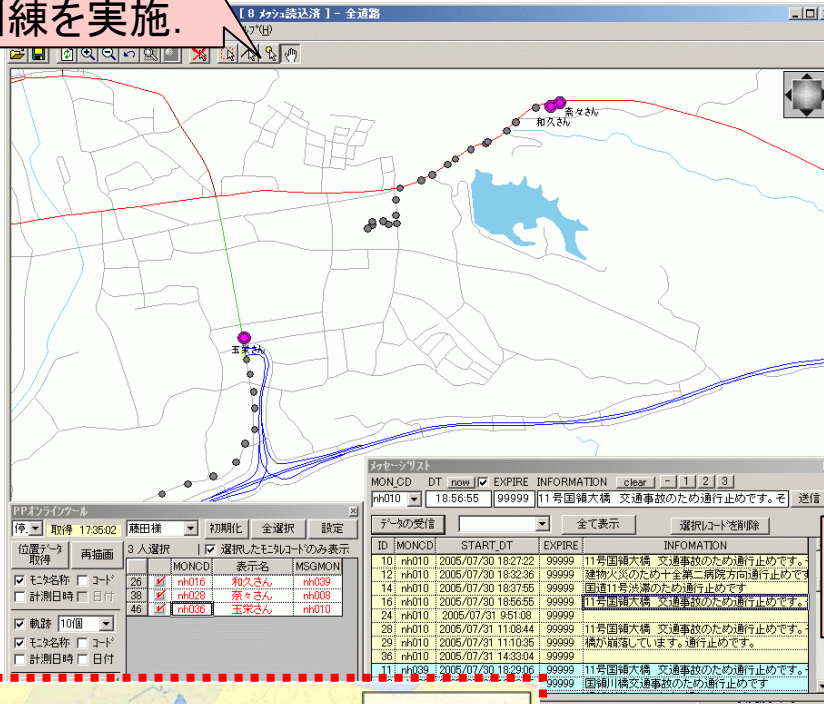 練を実施.
[ 8 ﾒｯｼｭ読込済 ] - 全道路
ﾙﾌﾟ(H)
奈々さん
和久さん
玉栄さん
メッセージリスト
MON_CD DT now EXPIRE INFORMATION clear - 1 2 3
nh010 18:56:55 99999 11号国領大橋 交通事故のため通行止めです。そ 送信
データの受信 全て表示 選択レコードを削除
ID MONCD START_DT EXPIRE INFOMATION
10 nh010 2005/07/30 18:27:22 99999 11号国領大橋 交通事故のため通行止めです。
12 nh010 2005/07/30 18:32:36 99999 建物火災のため十全第二病院方向通行止めです
14 nh010 2005/07/30 18:37:55 99999 国道11号渋滞のため通行止めです
16 nh010 2005/07/30 18:56:55 99999 11号国領大橋 交通事故のため通行止めです。
24 nh010 2005/07/31 9:51:08 99999
28 nh010 2005/07/31 11:08:44 99999 11号国領大橋 交通事故のため通行止めです。
29 nh010 2005/07/31 11:10:35 99999 橋が崩落しています。通行止めです。
36 nh010 2005/07/31 14:33:04 99999
11 nh039 2005/07/30 18:29:06 99999 11号国領大橋 交通事故のため通行止めです。
99999 国領川橋交通事故のため通行止めです
PPオンラインツール
停. 取得 17:35:02 藤田様 初期化 全選択 設定
位置データ取得 再描画 3 人選択 選択したモニタレコードのみ表示
MONCD 表示名 MSGMON
26 nh016 和久さん nh039
38 nh028 奈々さん nh008
46 nh036 玉栄さん nh010
モニタ名称 コード
計測日時 日付
軌跡 10個
モニタ名称 コード
計測日時 日付